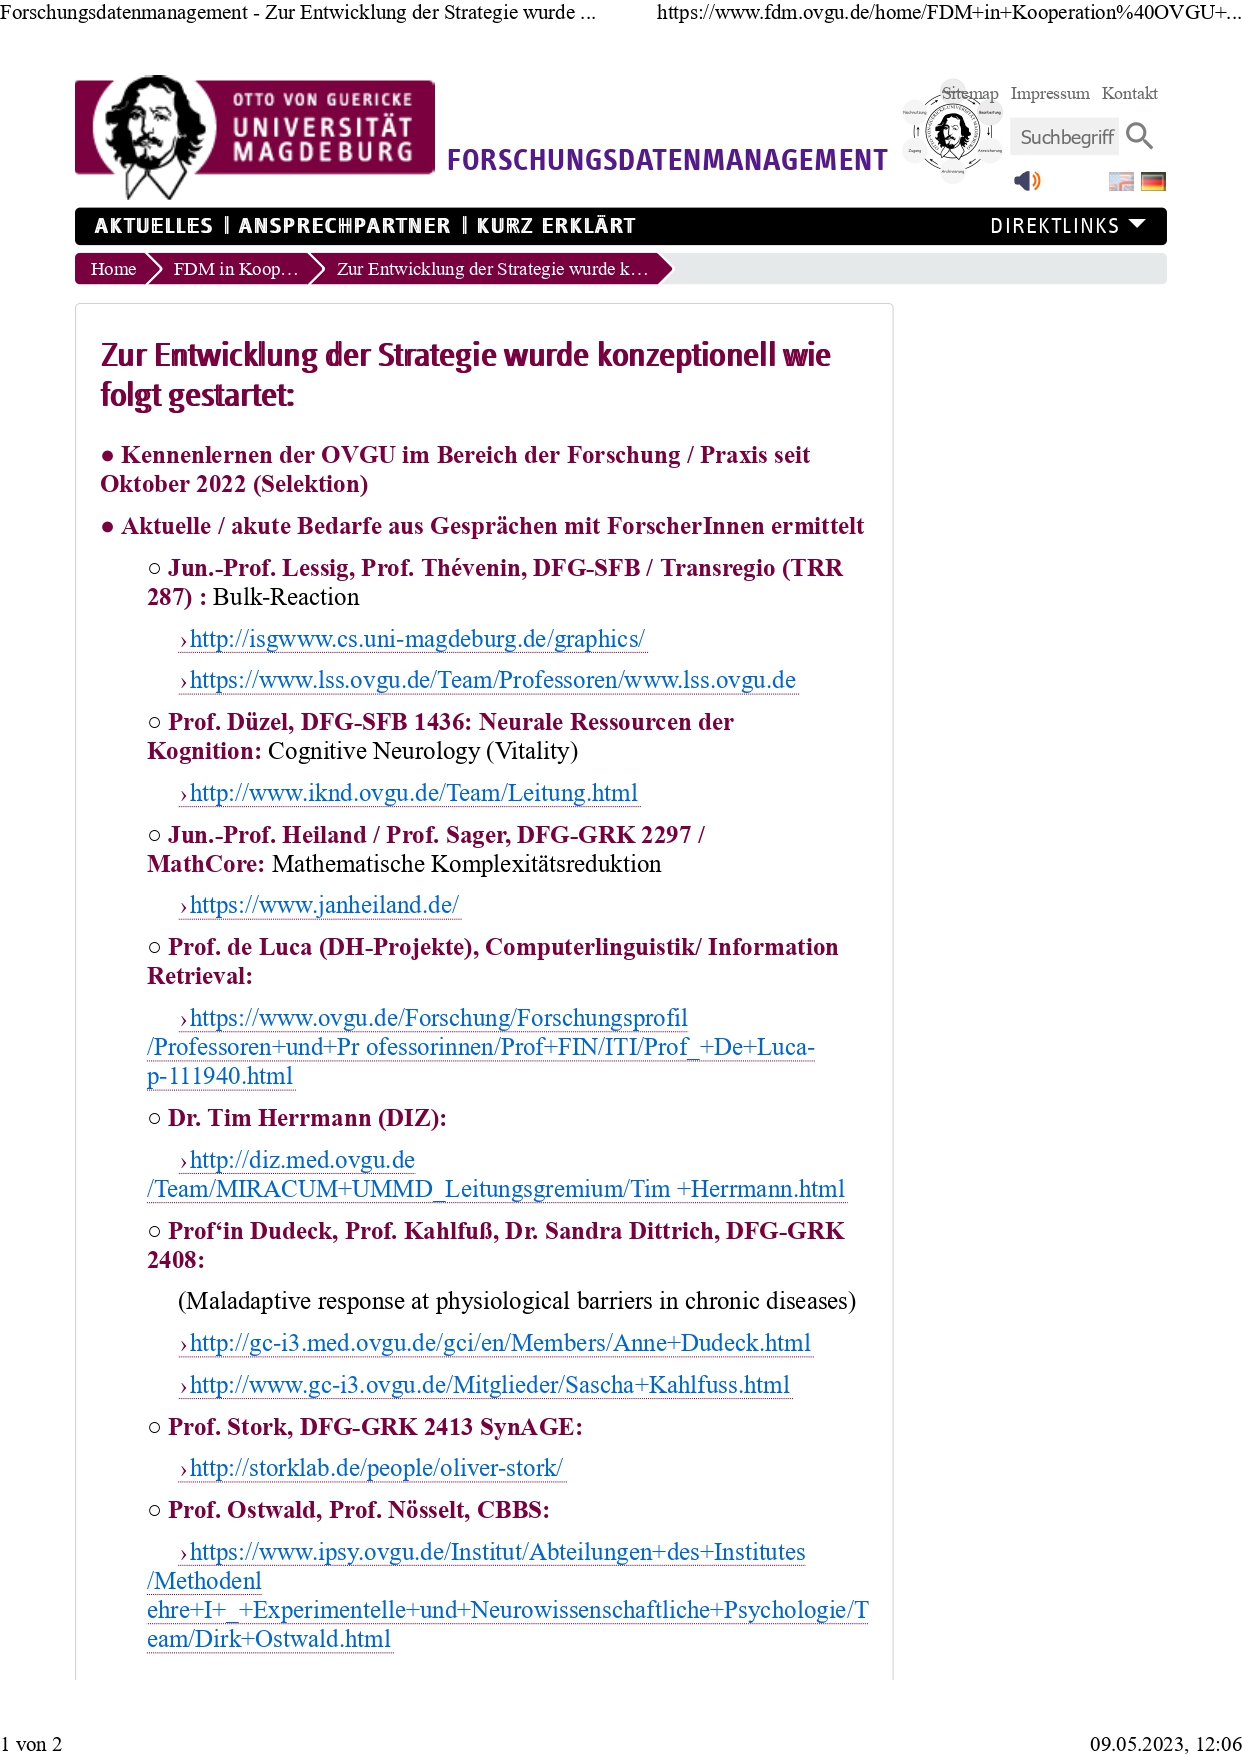 Forschungsdatenmanagement - Zur Entwicklung der Strategie wurde ... https://www.fdm.ovgu.de/home/FDM+in+Kooperation%40OVGU+...
OTTO VON GUERICKE
UNIVERSITÄT
MAGDEBURG
FORSCHUNGSDATENMANAGEMENT
Sitemap Impressum Kontakt
Suchbegriff
AKTUELLES | ANSPRECHPARTNER | KURZ ERKLÄRT DIREKTLINKS
Home FDM in Koop… Zur Entwicklung der Strategie wurde k…
Zur Entwicklung der Strategie wurde konzeptionell wie
folgt gestartet:
● Kennenlernen der OVGU im Bereich der Forschung / Praxis seit
Oktober 2022 (Selektion)
● Aktuelle / akute Bedarfe aus Gesprächen mit ForscherInnen ermittelt
○ Jun.-Prof. Lessig, Prof. Thévenin, DFG-SFB / Transregio (TRR
287) : Bulk-Reaction
›http://isgwww.cs.uni-magdeburg.de/graphics/
›https://www.lss.ovgu.de/Team/Professoren/www.lss.ovgu.de
○ Prof. Düzel, DFG-SFB 1436: Neurale Ressourcen der
Kognition: Cognitive Neurology (Vitality)
›http://www.iknd.ovgu.de/Team/Leitung.html
○ Jun.-Prof. Heiland / Prof. Sager, DFG-GRK 2297 /
MathCore: Mathematische Komplexitätsreduktion
›https://www.janheiland.de/
○ Prof. de Luca (DH-Projekte), Computerlinguistik/ Information
Retrieval:
›https://www.ovgu.de/Forschung/Forschungsprofil
/Professoren+und+Pr ofessorinnen/Prof+FIN/ITI/Prof_+De+Luca-
p-111940.html
○ Dr. Tim Herrmann (DIZ):
›http://diz.med.ovgu.de
/Team/MIRACUM+UMMD_Leitungsgremium/Tim +Herrmann.html
○ Prof‘in Dudeck, Prof. Kahlfuß, Dr. Sandra Dittrich, DFG-GRK
2408:
(Maladaptive response at physiological barriers in chronic diseases)
›http://gc-i3.med.ovgu.de/gci/en/Members/Anne+Dudeck.html
›http://www.gc-i3.ovgu.de/Mitglieder/Sascha+Kahlfuss.html
○ Prof. Stork, DFG-GRK 2413 SynAGE:
›http://storklab.de/people/oliver-stork/
○ Prof. Ostwald, Prof. Nösselt, CBBS:
›https://www.ipsy.ovgu.de/Institut/Abteilungen+des+Institutes
/Methodenl
ehre+I+_+Experimentelle+und+Neurowissenschaftliche+Psychologie/T
eam/Dirk+Ostwald.html
1 von 2 09.05.2023, 12:06